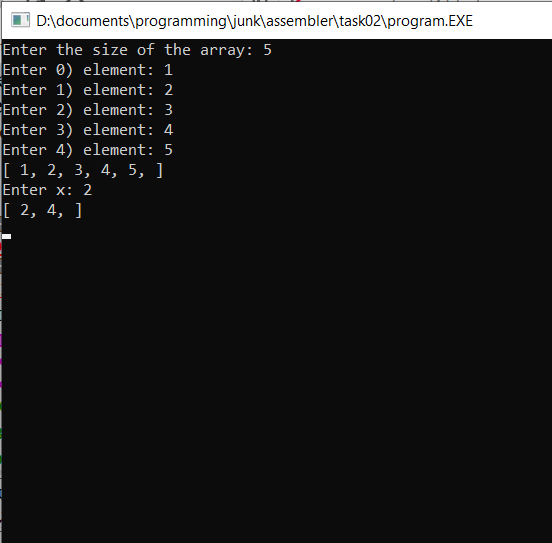 D:\documents\programming\junk\assembler\task02\program.EXE
Enter the size of the array: 5
Enter 0) element: 1
Enter 1) element: 2
Enter 2) element: 3
Enter 3) element: 4
Enter 4) element: 5
[ 1, 2, 3, 4, 5, ]
Enter x: 2
[ 2, 4, ]